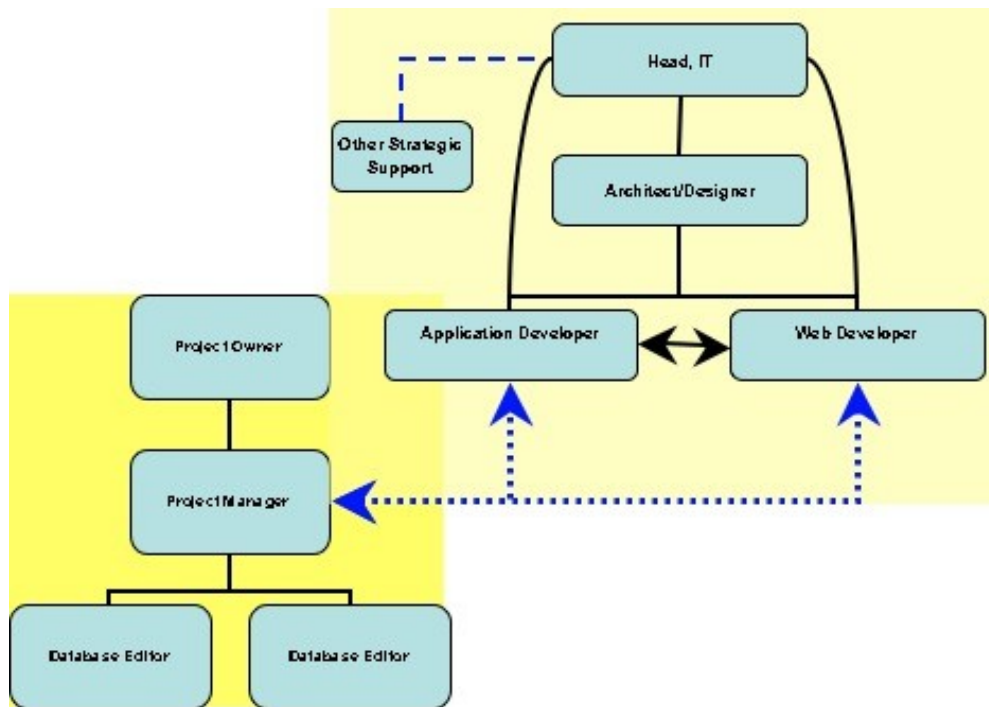 Head, IT
Other Strategic
Support
Architect/Designer
Application Developer
Web Developer
Project Owner
Project Manager
Database Editor
Database Editor